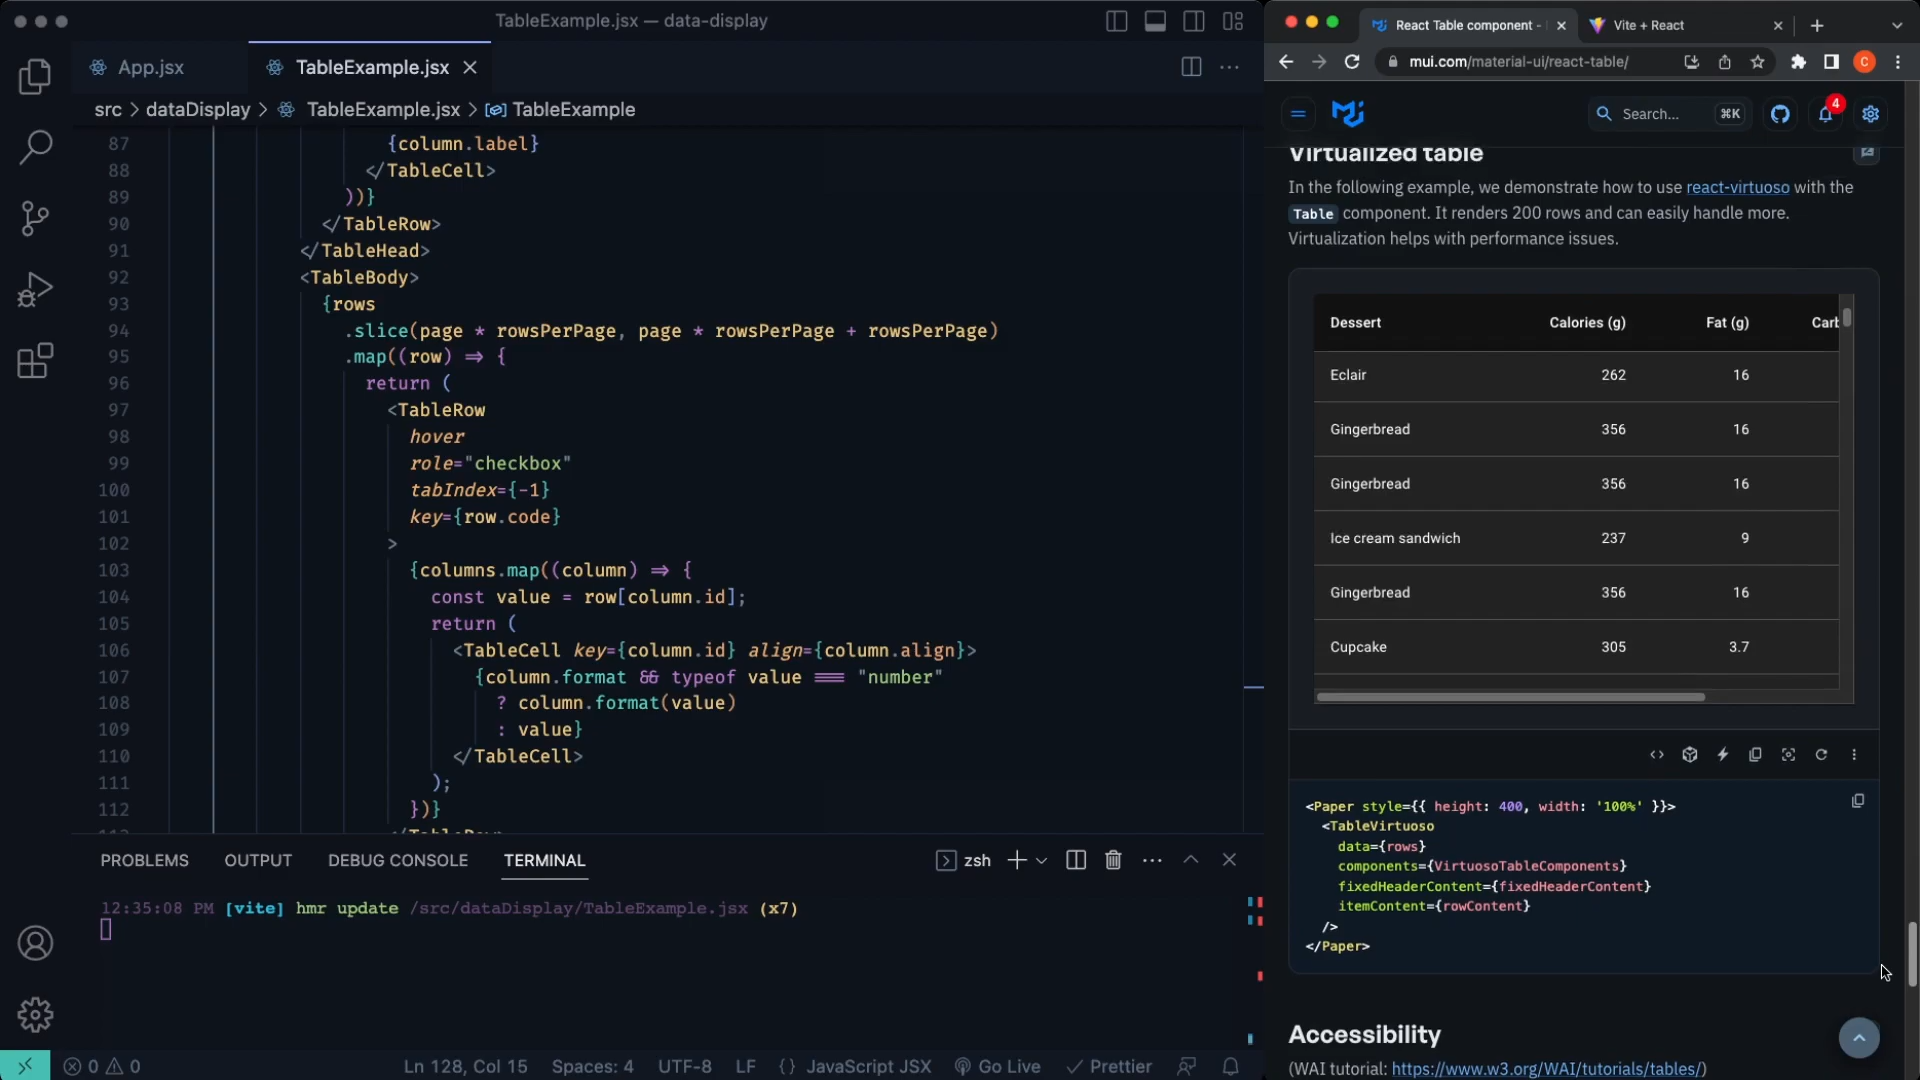 TableExample.jsx — data-display
App.jsx
TableExample.jsx
src > dataDisplay > TableExample.jsx > TableExample
87 {column.label}
88 </TableCell>
89 ))}
90 </TableRow>
91 </TableHead>
92 <TableBody>
93 {rows
94 .slice(page * rowsPerPage, page * rowsPerPage + rowsPerPage)
95 .map((row) => {
96 return (
97 <TableRow
98 hover
99 role="checkbox"
100 tabIndex={-1}
101 key={row.code}
102 >
103 {columns.map((column) => {
104 const value = row[column.id];
105 return (
106 <TableCell key={column.id} align={column.align}>
107 {column.format && typeof value === "number"
108 ? column.format(value)
109 : value}
110 </TableCell>
111 );
112 })}
PROBLEMS OUTPUT DEBUG CONSOLE TERMINAL
zsh
12:35:08 PM [vite] hmr update /src/dataDisplay/TableExample.jsx (x7)
0 0
Ln 128, Col 15 Spaces: 4 UTF-8 LF {} JavaScript JSX Go Live Prettier
React Table component -
Vite + React
mui.com/material-ui/react-table/
C
Search... ⌘K
4
Virtualized table
In the following example, we demonstrate how to use react-virtuoso with the
Table component. It renders 200 rows and can easily handle more.
Virtualization helps with performance issues.
Dessert Calories (g) Fat (g)
Eclair 262 16
Gingerbread 356 16
Gingerbread 356 16
Ice cream sandwich 237 9
Gingerbread 356 16
Cupcake 305 3.7
<Paper style={{ height: 400, width: '100%' }}>
<TableVirtuoso
data={rows}
components={VirtuosoTableComponents}
fixedHeaderContent={fixedHeaderContent}
itemContent={rowContent}
/>
</Paper>
Accessibility
(WAI tutorial: https://www.w3.org/WAI/tutorials/tables/)